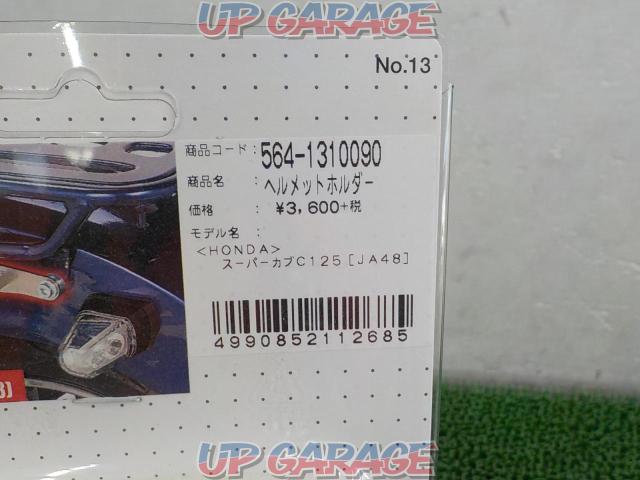 UP GARAGE
No.13
商品コード : 564-1310090
商品名 : ヘルメットホルダー
価格 : ¥3,600+税
モデル名 :
<HONDA>
スーパーカブC125 [JA48]
4990852112685
UP GARAGE